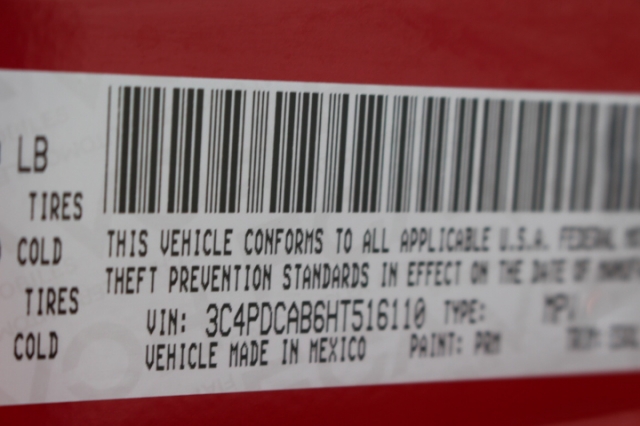 LB
TIRES
COLD
TIRES
COLD
THIS VEHICLE CONFORMS TO ALL APPLICABLE U.S.A. FEDERAL
THEFT PREVENTION STANDARDS IN EFFECT ON THE DATE OF
VIN: 3C4PDCAB6HT516110 TYPE: MPV
VEHICLE MADE IN MEXICO PAINT: PRM